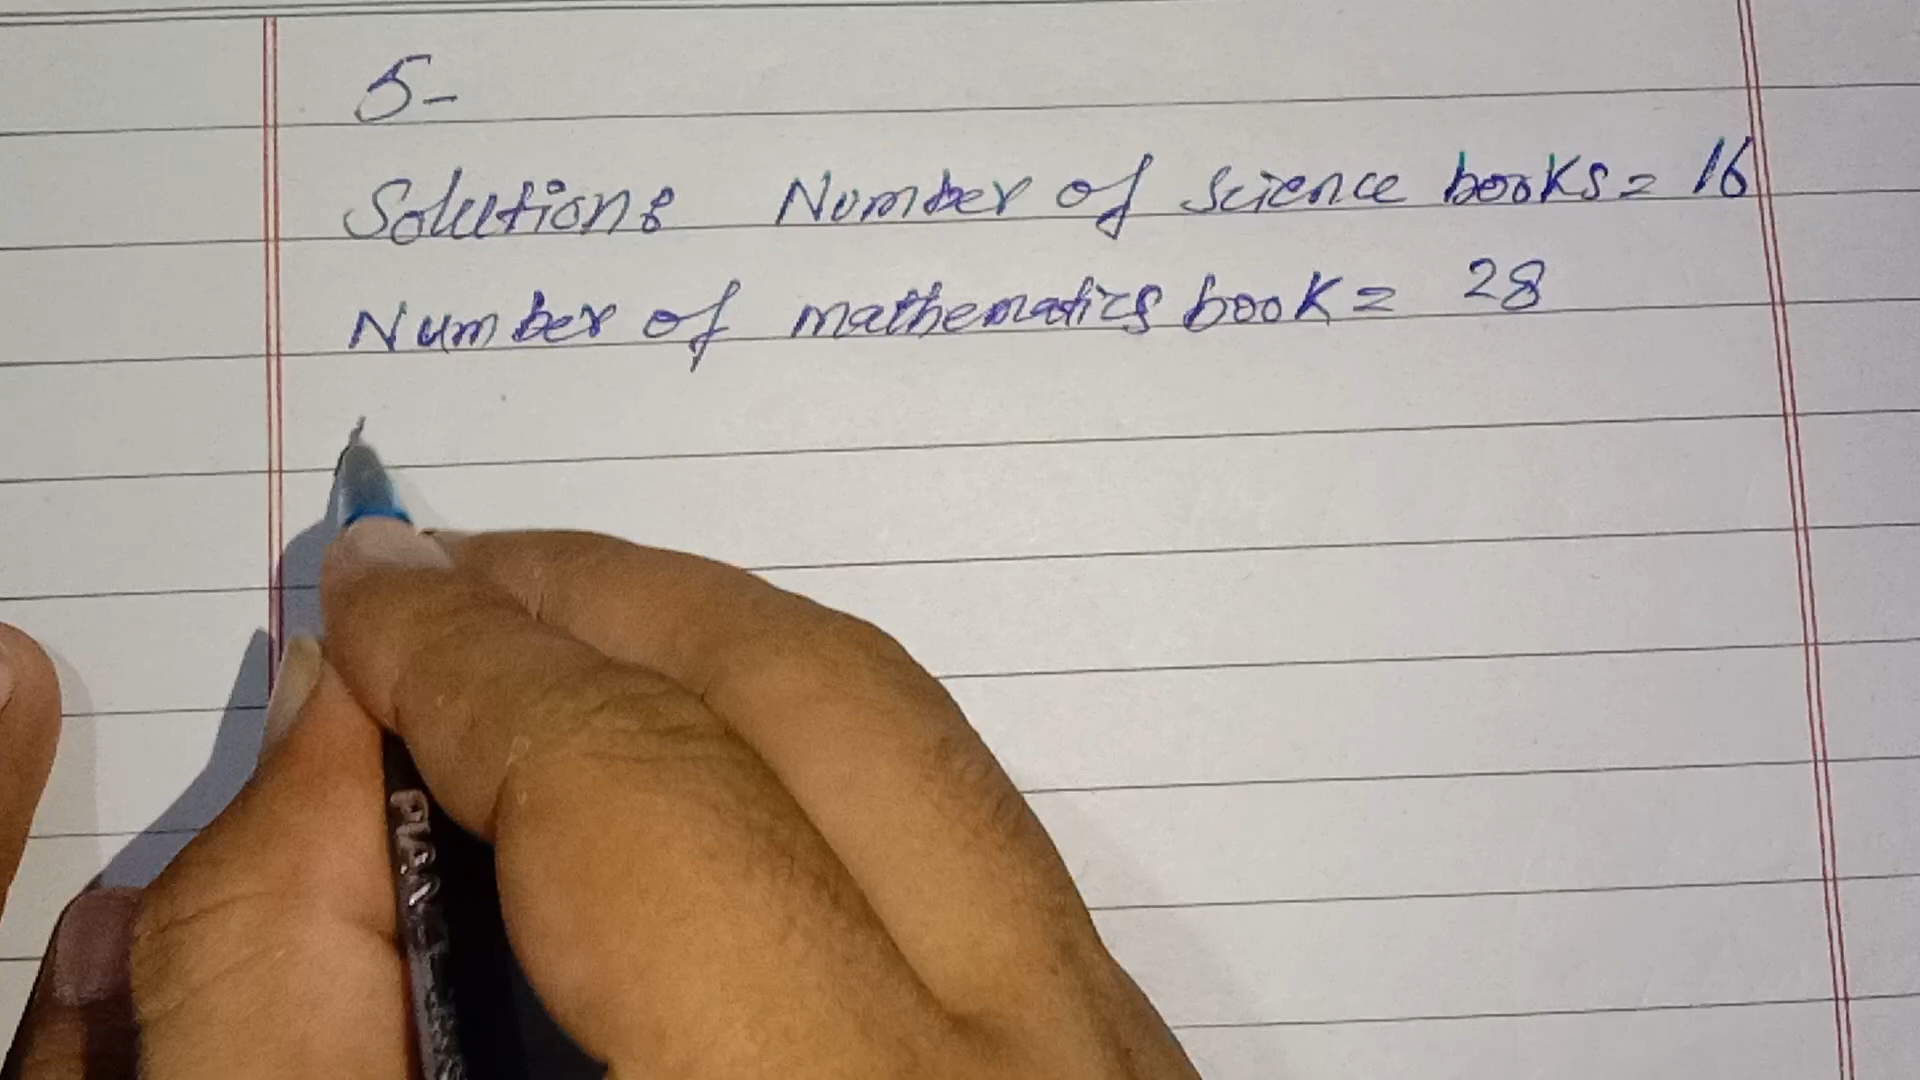 5-
Solution: Number of Science books = 16
Number of mathematics book = 28